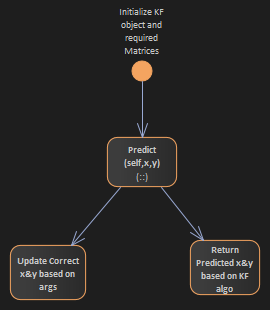 Initialize KF
object and
required
Matrices
Predict
(self,x,y)
{::}
Update Correct
x&y based on
args
Return
Predicted x&y
based on KF
algo